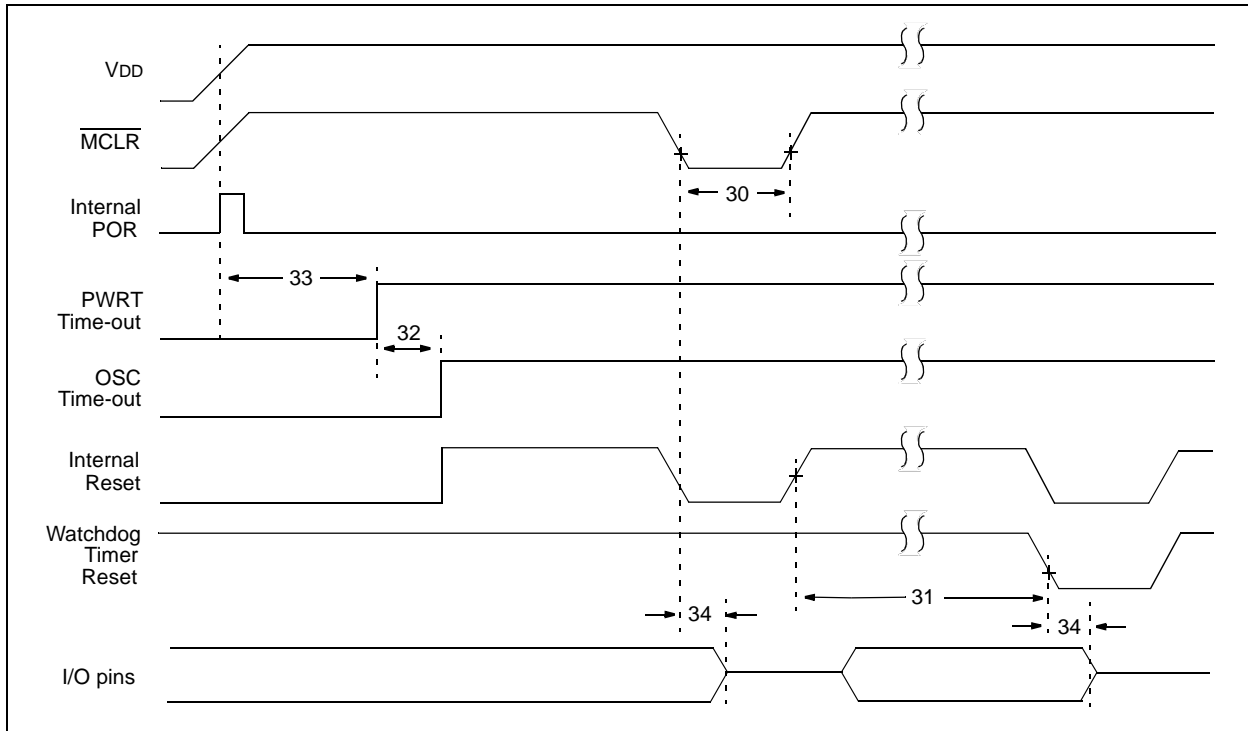 VDD
MCLR
30
Internal
POR
33
PWRT
Time-out
32
OSC
Time-out
Internal
Reset
Watchdog
Timer
Reset
31
34
34
I/O pins